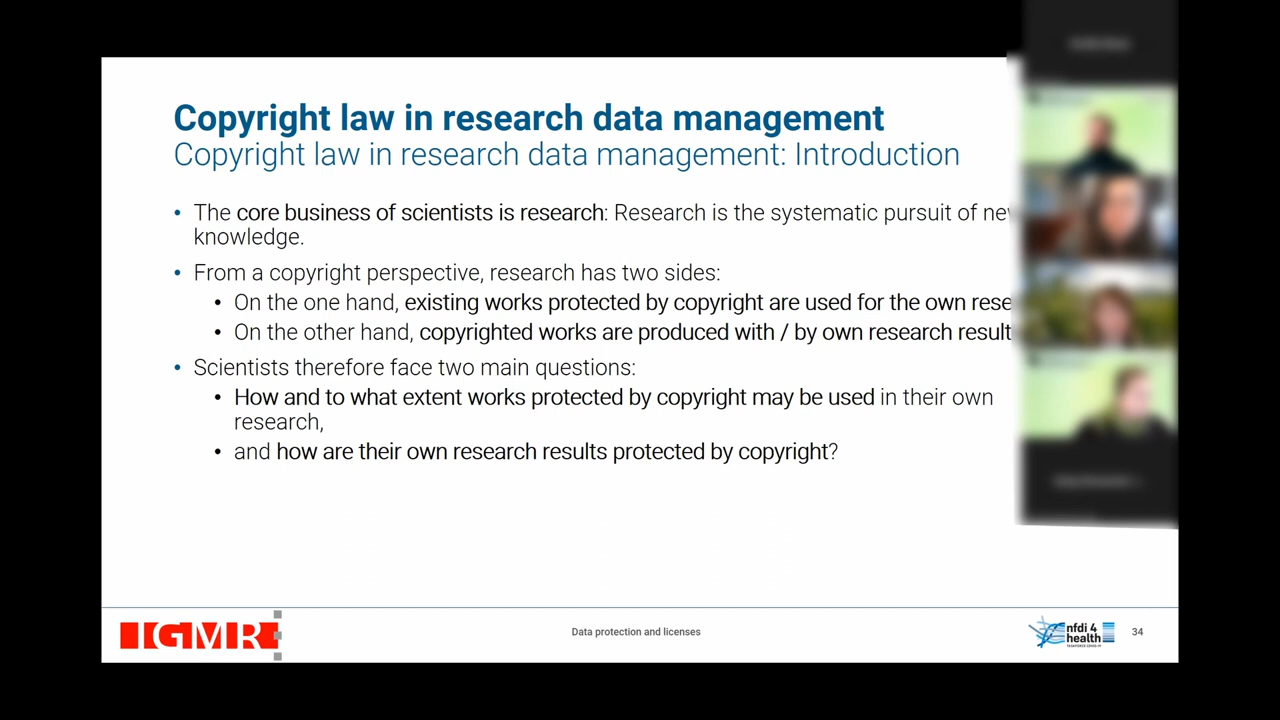 Copyright law in research data management
Copyright law in research data management: Introduction
• The core business of scientists is research: Research is the systematic pursuit of
knowledge.
• From a copyright perspective, research has two sides:
• On the one hand, existing works protected by copyright are used for the own
• On the other hand, copyrighted works are produced with / by own research result
• Scientists therefore face two main questions:
• How and to what extent works protected by copyright may be used in their own
research,
• and how are their own research results protected by copyright?
IGMR
Data protection and licenses
nfdi 4
health
TASKFORCE COVID-19
34